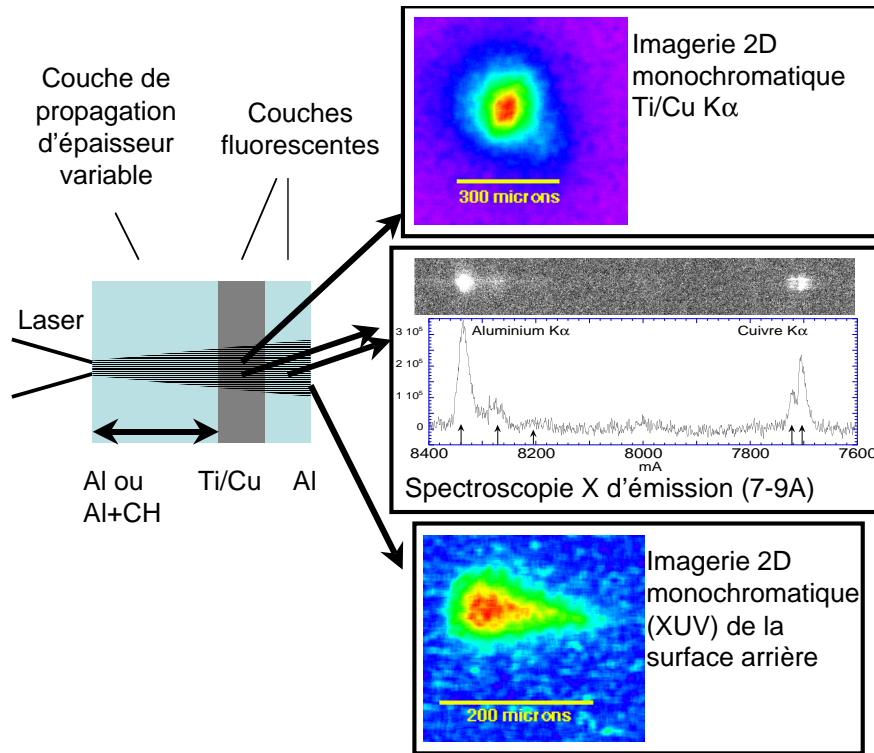 Couche de
propagation
d'épaisseur
variable
Couches
fluorescentes
Laser
Al ou
Al+CH
Ti/Cu
Al
Imagerie 2D
monochromatique
Ti/Cu Kα
300 microns
3 10⁵
2 10⁵
1 10⁵
0
Aluminium Kα
Cuivre Kα
8400
8200
8000
7800
7600
mA
Spectroscopie X d'émission (7-9A)
Imagerie 2D
monochromatique
(XUV) de la
surface arrière
200 microns